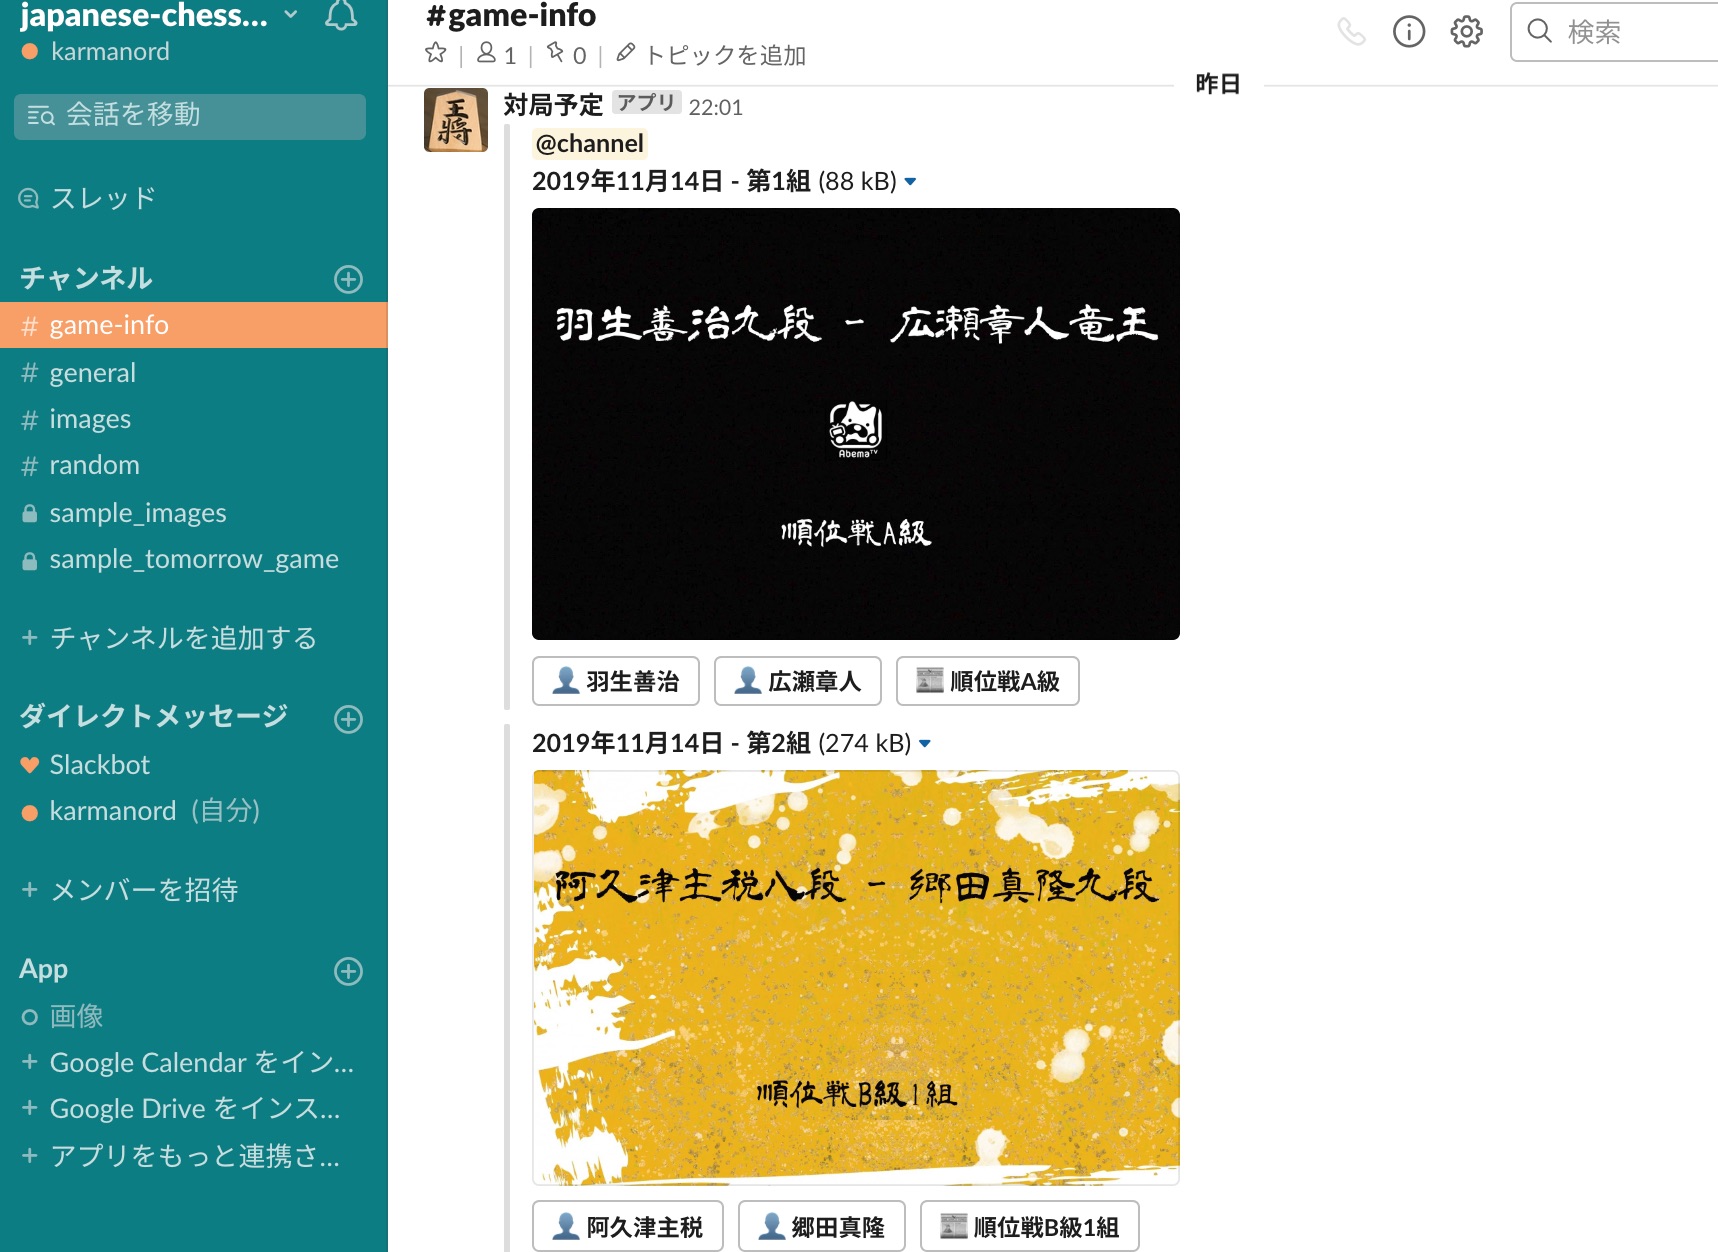 japanese-chess...
karmanord
会話を移動
スレッド
チャンネル
# game-info
# general
# images
# random
sample_images
sample_tomorrow_game
+ チャンネルを追加する
ダイレクトメッセージ
Slackbot
karmanord (自分)
+ メンバーを招待
App
画像
+ Google Calendar をイン...
+ Google Drive をインス...
+ アプリをもっと連携さ...
#game-info
1 | 0 | トピックを追加
検索
昨日
王将
対局予定 アプリ 22:01
@channel
2019年11月14日 - 第1組 (88 kB)
羽生善治九段 - 広瀬章人竜王
AbemaTV
順位戦A級
羽生善治 広瀬章人 順位戦A級
2019年11月14日 - 第2組 (274 kB)
阿久津主税八段 - 郷田真隆九段
順位戦B級1組
阿久津主税 郷田真隆 順位戦B級1組